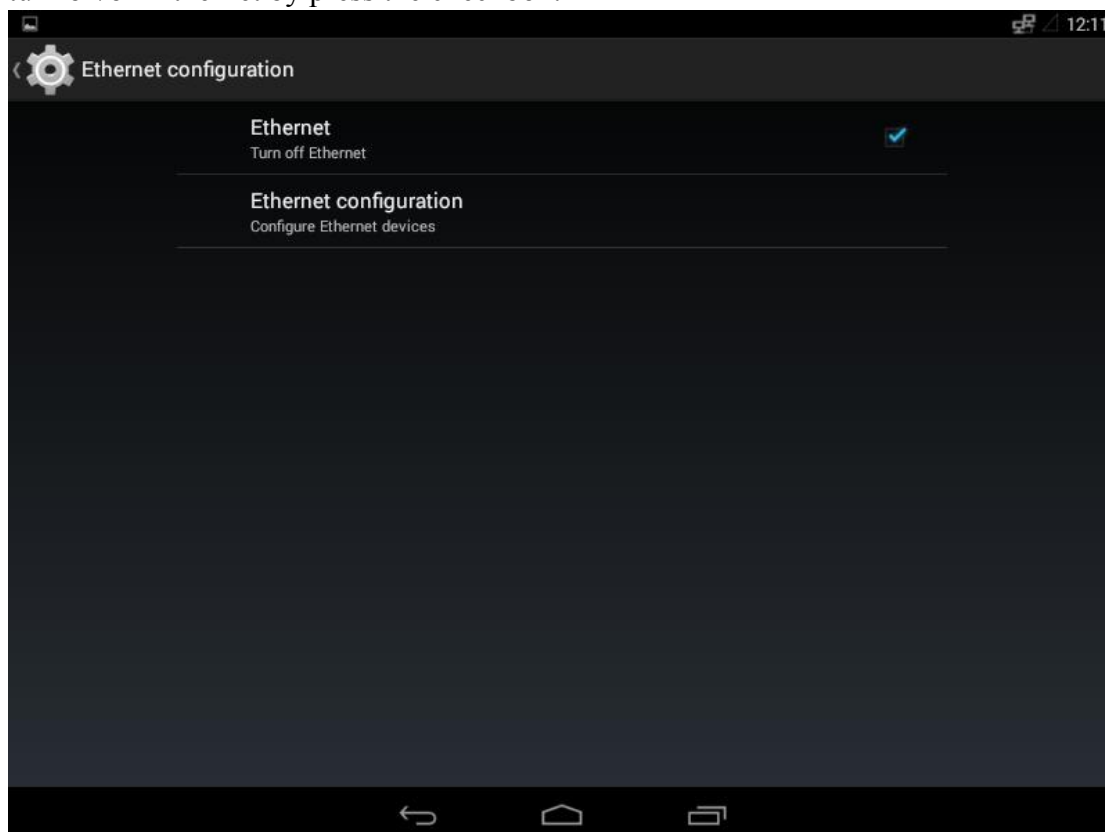 12:11
Ethernet configuration
Ethernet
Turn off Ethernet
Ethernet configuration
Configure Ethernet devices